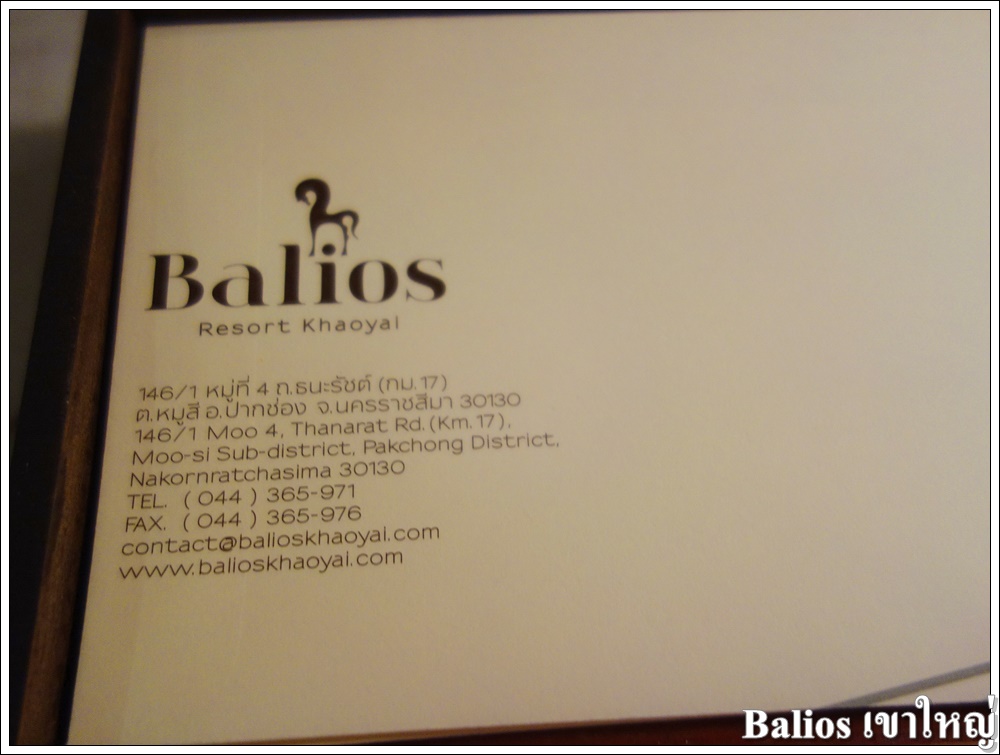 Balios
Resort Khaoyai
146/1 หมู่ที่ 4 ถ.ธนะรัชต์ (กม.17)
ต.หมูสี อ.ปากช่อง จ.นครราชสีมา 30130
146/1 Moo 4, Thanarat Rd.(Km.17),
Moo-si Sub-district, Pakchong District,
Nakornratchasima 30130
TEL. ( 044 ) 365-971
FAX. ( 044 ) 365-976
contact@balioskhaoyai.com
www.balioskhaoyai.com
Balios เขาใหญ่